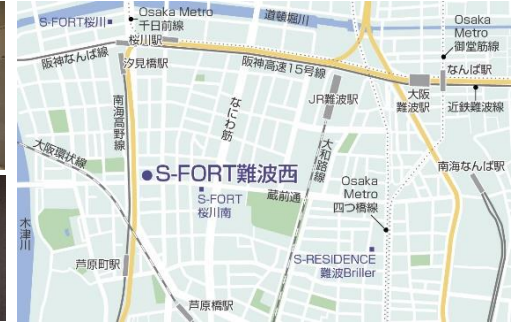 S-FORT桜川
Osaka Metro
千日前線
道頓堀川
Osaka
Metro
御堂筋線
桜川駅
阪神なんば線
汐見橋駅
阪神高速15号線
なんば駅
大阪
難波駅
近鉄難波線
JR難波駅
なにわ筋
南海高野線
大阪環状線
大和路線
南海なんば駅
S-FORT難波西
S-FORT
桜川南
蔵前通
Osaka
Metro
四つ橋線
木津川
芦原町駅
S-RESIDENCE
難波Briller
芦原橋駅